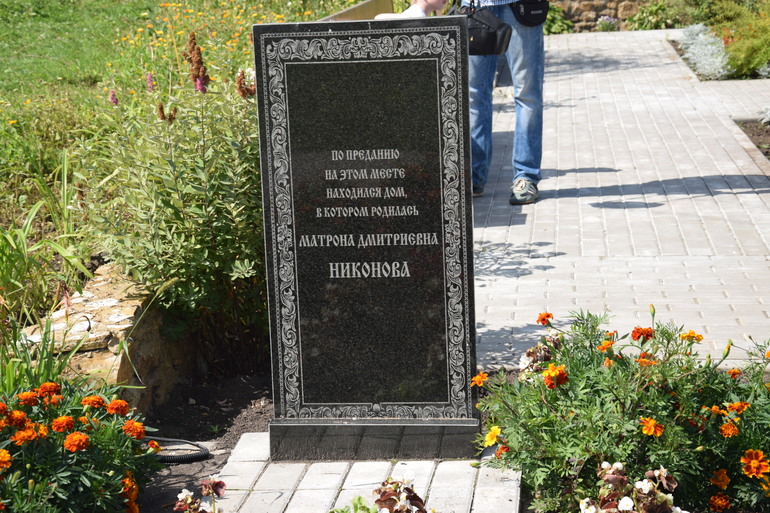 ПО ПРЕДАНИЮ
НА ЭТОМ МЕСТЕ
НАХОДИЛСЯ ДОМ,
В КОТОРОМ РОДИЛАСЬ
МАТРОНА ДМИТРИЕВНА
НИКОНОВА